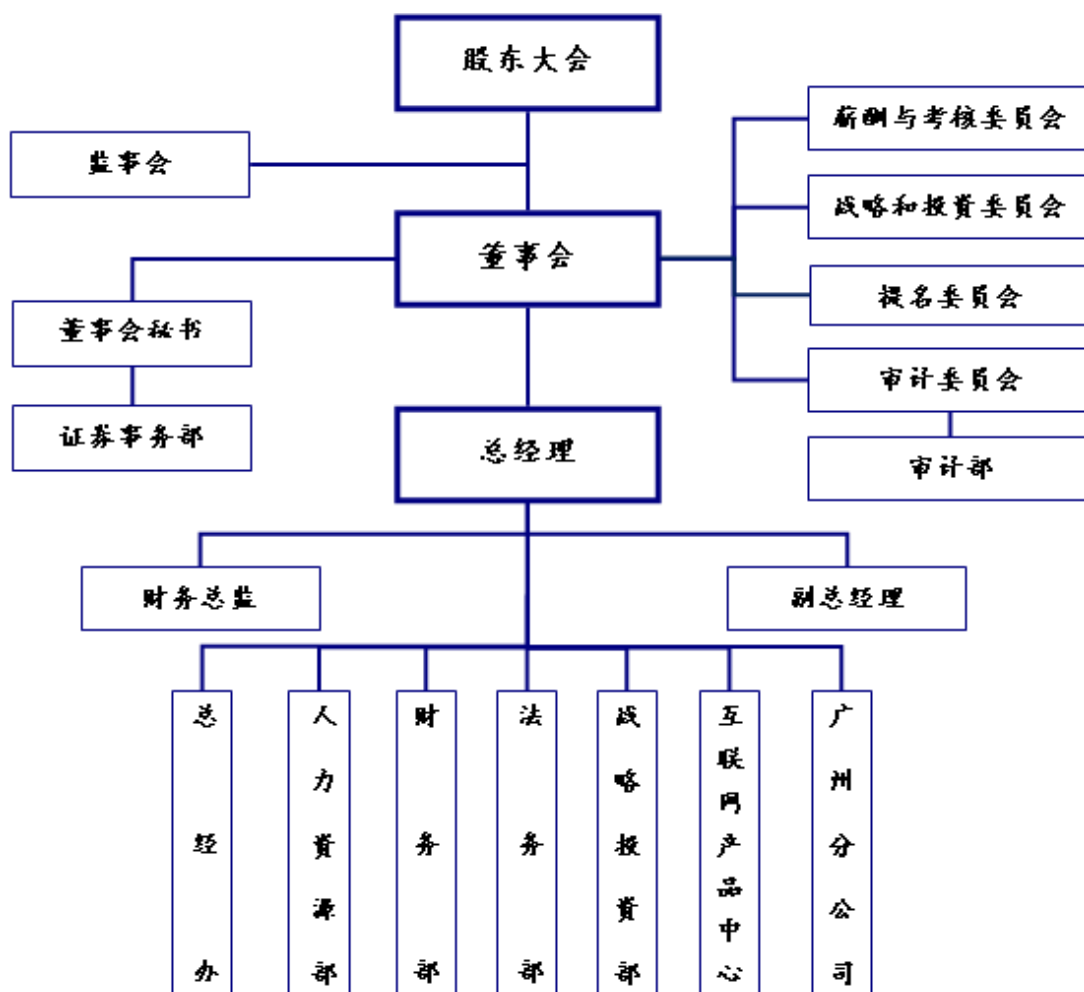 股东大会
薪酬与考核委员会
监事会
战略和投资委员会
董事会
提名委员会
董事会秘书
审计委员会
证券事务部
总经理
审计部
财务总监
副总经理
总经办
人力资源部
财务部
法务部
战略投资部
互联网产品中心
广州分公司